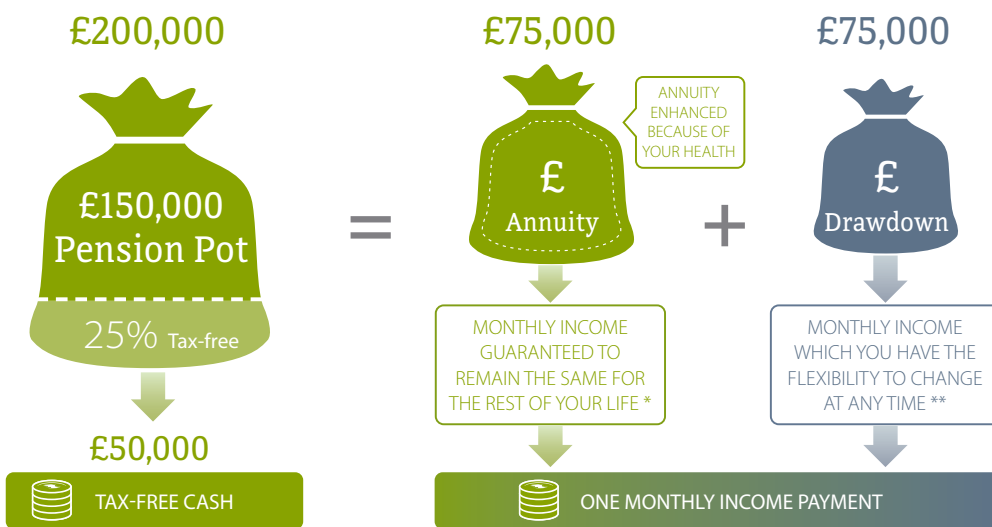 £200,000
£150,000
Pension Pot
25% Tax-free
£50,000
TAX-FREE CASH
=
£75,000
ANNUITY
ENHANCED
BECAUSE OF
YOUR HEALTH
£
Annuity
MONTHLY INCOME
GUARANTEED TO
REMAIN THE SAME FOR
THE REST OF YOUR LIFE *
+
£75,000
£
Drawdown
MONTHLY INCOME
WHICH YOU HAVE THE
FLEXIBILITY TO CHANGE
AT ANY TIME **
ONE MONTHLY INCOME PAYMENT